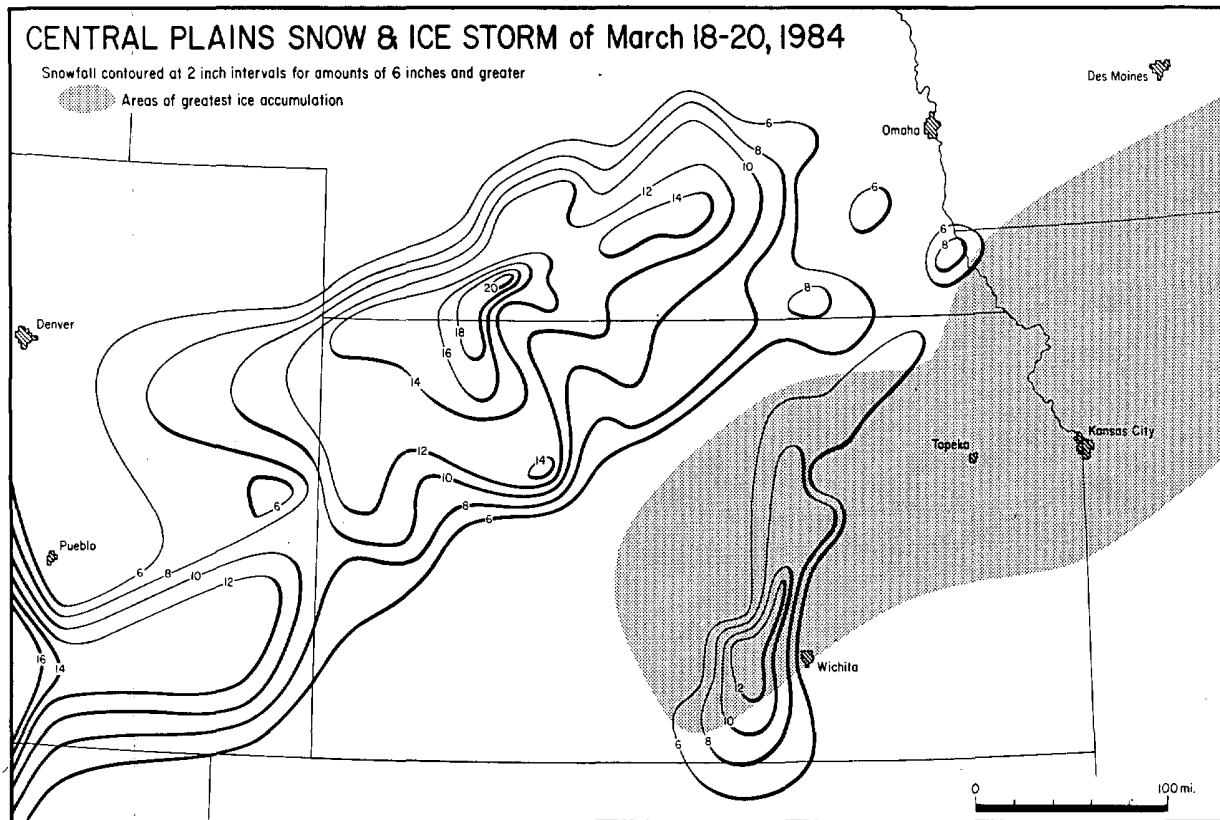 CENTRAL PLAINS SNOW & ICE STORM of March 18-20, 1984
Snowfall contoured at 2 inch intervals for amounts of 6 inches and greater
Areas of greatest ice accumulation
Des Moines
Omaha
6
8
10
12
14
6
6
8
20
8
18
16
14
Denver
12
14
10
8
6
6
Topeka
Kansas City
Pueblo
6
8
10
12
16
14
Wichita
2
10
8
6
0
100 mi.